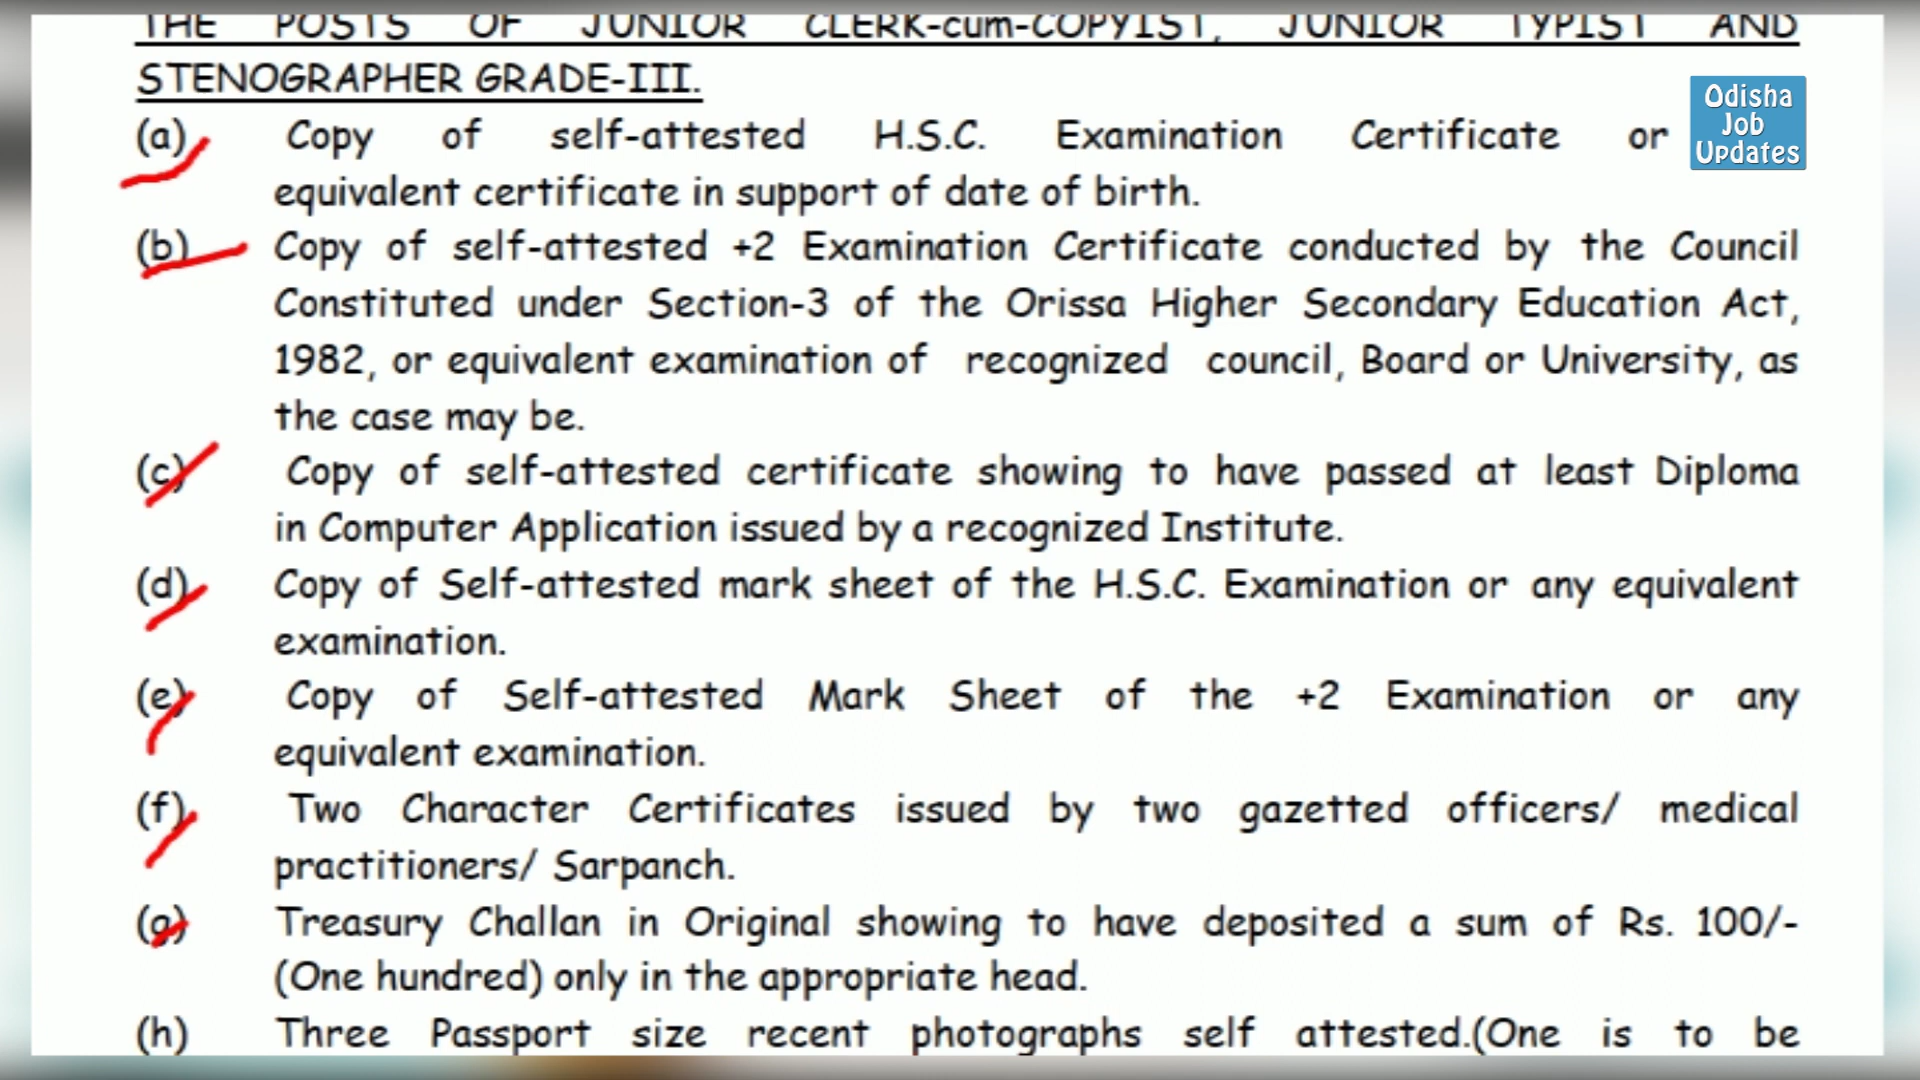 THE POSTS OF JUNIOR CLERK-cum-COPYIST, JUNIOR TYPIST AND
STENOGRAPHER GRADE-III.
Odisha
Job
Updates
(a) Copy of self-attested H.S.C. Examination Certificate or
equivalent certificate in support of date of birth.
(b) Copy of self-attested +2 Examination Certificate conducted by the Council
Constituted under Section-3 of the Orissa Higher Secondary Education Act,
1982, or equivalent examination of recognized council, Board or University, as
the case may be.
(c) Copy of self-attested certificate showing to have passed at least Diploma
in Computer Application issued by a recognized Institute.
(d) Copy of Self-attested mark sheet of the H.S.C. Examination or any equivalent
examination.
(e) Copy of Self-attested Mark Sheet of the +2 Examination or any
equivalent examination.
(f) Two Character Certificates issued by two gazetted officers/ medical
practitioners/ Sarpanch.
(g) Treasury Challan in Original showing to have deposited a sum of Rs. 100/-
(One hundred) only in the appropriate head.
(h) Three Passport size recent photographs self attested.(One is to be